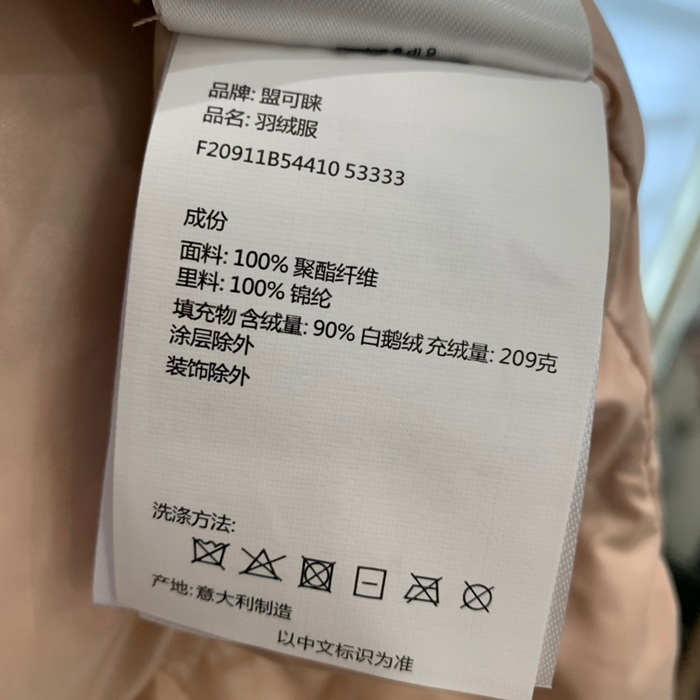 品牌: 盟可睐
品名: 羽绒服
F20911B54410 53333
成份
面料: 100% 聚酯纤维
里料: 100% 锦纶
填充物 含绒量: 90% 白鹅绒 充绒量: 209克
涂层除外
装饰除外
洗涤方法:
产地: 意大利制造
以中文标识为准